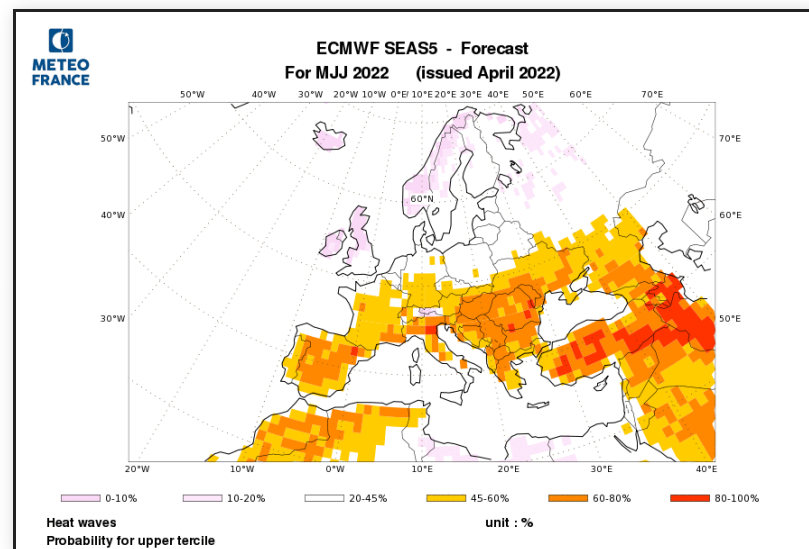 METEO
FRANCE
ECMWF SEAS5 - Forecast
For MJJ 2022 (issued April 2022)
50°W 40°W 30°W 20°W 10°W 0°E 10°E 20°E 30°E 40°E 50°E 60°E 70°E
50°W 70°E
60°N
40°W 60°E
30°W 50°E
20°W 10°W 0°W 10°E 20°E 30°E 40°E
0-10% 10-20% 20-45% 45-60% 60-80% 80-100%
Heat waves unit : %
Probability for upper tercile